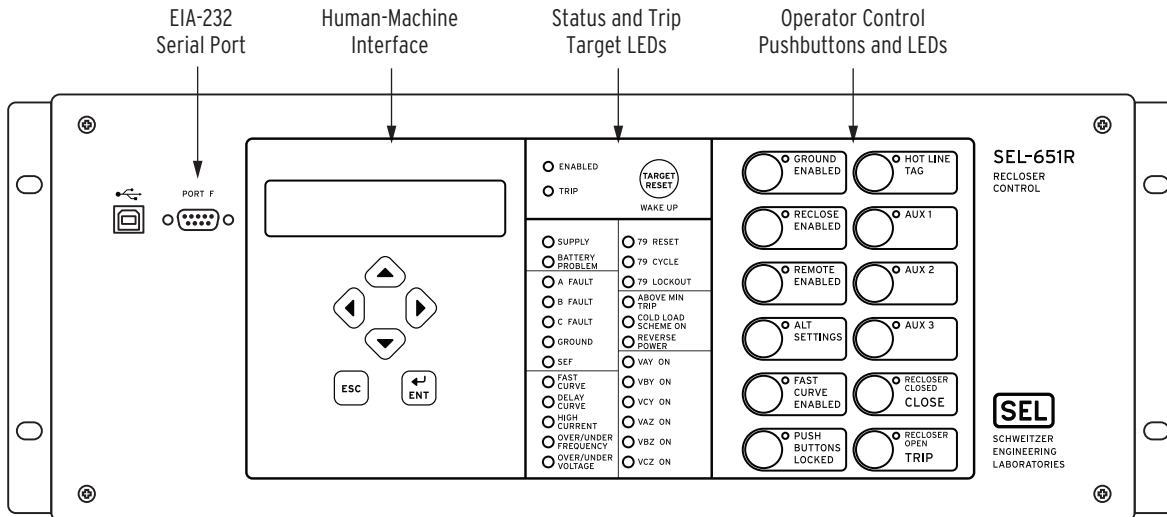 EIA-232
Serial Port
Human-Machine
Interface
Status and Trip
Target LEDs
Operator Control
Pushbuttons and LEDs
PORT F
ESC
ENT
ENABLED
TRIP
TARGET
RESET
WAKE UP
SUPPLY
BATTERY
PROBLEM
A FAULT
B FAULT
C FAULT
GROUND
SEF
FAST
CURVE
DELAY
CURVE
HIGH
CURRENT
OVER/UNDER
FREQUENCY
OVER/UNDER
VOLTAGE
79 RESET
79 CYCLE
79 LOCKOUT
ABOVE MIN
TRIP
COLD LOAD
SCHEME ON
REVERSE
POWER
VAY ON
VBY ON
VCY ON
VAZ ON
VBZ ON
VCZ ON
GROUND
ENABLED
HOT LINE
TAG
RECLOSE
ENABLED
AUX 1
REMOTE
ENABLED
AUX 2
ALT
SETTINGS
AUX 3
FAST
CURVE
ENABLED
RECLOSER
CLOSED
CLOSE
PUSH
BUTTONS
LOCKED
RECLOSER
OPEN
TRIP
SEL-651R
RECLOSER
CONTROL
SEL
SCHWEITZER
ENGINEERING
LABORATORIES